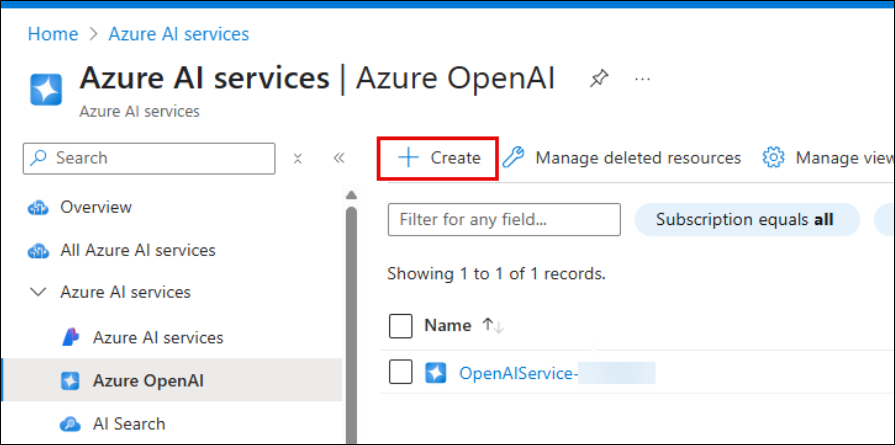 Home > Azure AI services
Azure AI services | Azure OpenAI ...
Azure AI services
Search
Create
Manage deleted resources
Manage view
Overview
All Azure AI services
Azure AI services
Azure AI services
Azure OpenAI
AI Search
Filter for any field...
Subscription equals all
Showing 1 to 1 of 1 records.
Name
OpenAIService-